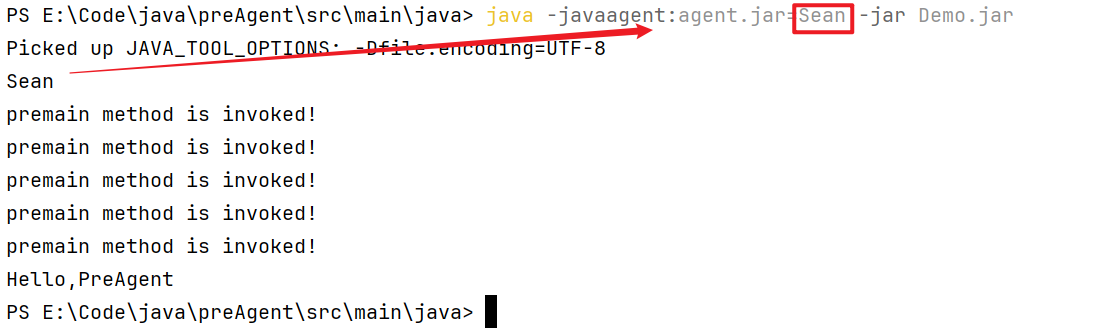 PS E:\Code\java\preAgent\src\main\java> java -javaagent:agent.jar=Sean -jar Demo.jar
Picked up JAVA_TOOL_OPTIONS: -Dfile.encoding=UTF-8
Sean
premain method is invoked!
premain method is invoked!
premain method is invoked!
premain method is invoked!
premain method is invoked!
Hello,PreAgent
PS E:\Code\java\preAgent\src\main\java>